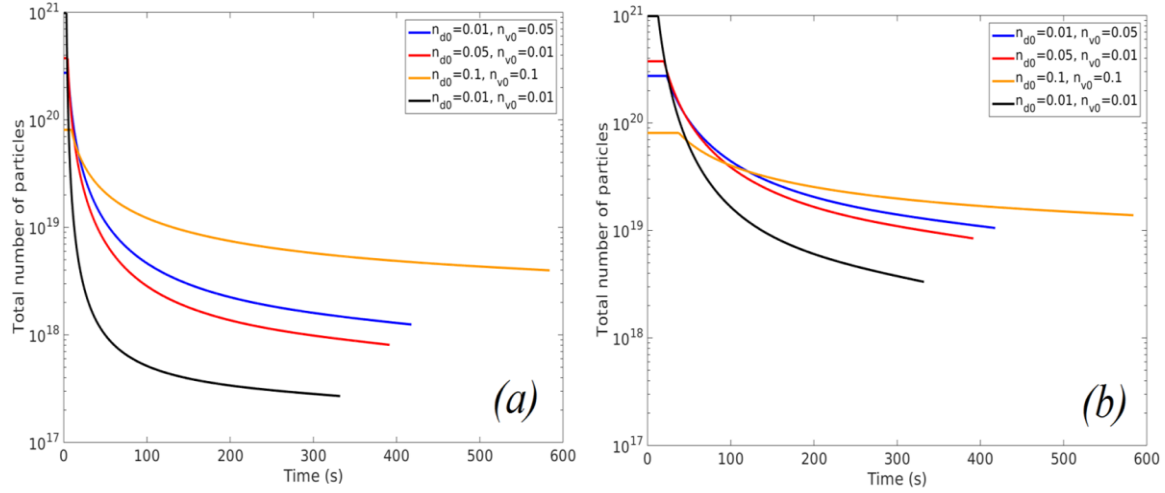 (a)
Total number of particles
10^21
10^20
10^19
10^18
10^17
0 100 200 300 400 500 600
Time (s)
n_d0=0.01, n_v0=0.05
n_d0=0.05, n_v0=0.01
n_d0=0.1, n_v0=0.1
n_d0=0.01, n_v0=0.01
(b)
Total number of particles
10^21
10^20
10^19
10^18
10^17
0 100 200 300 400 500 600
Time (s)
n_d0=0.01, n_v0=0.05
n_d0=0.05, n_v0=0.01
n_d0=0.1, n_v0=0.1
n_d0=0.01, n_v0=0.01